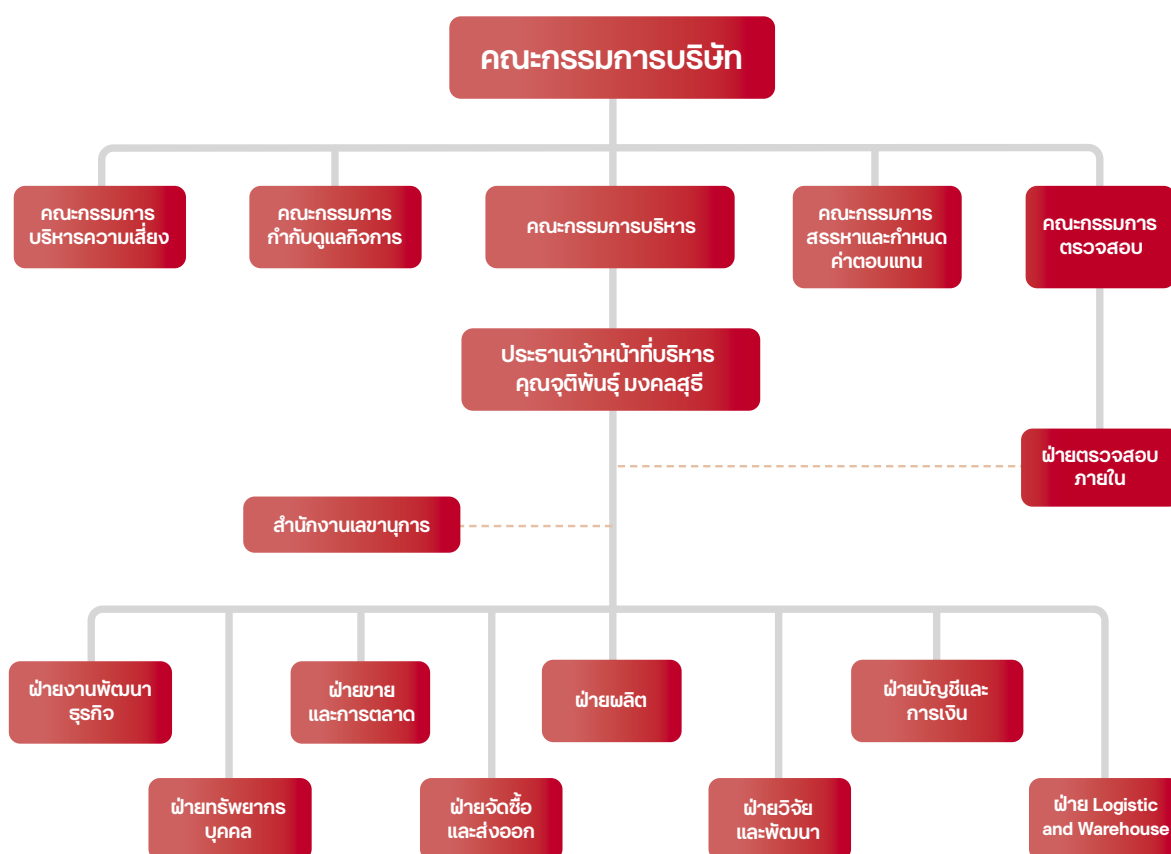 คณะกรรมการบริษัท
คณะกรรมการ
บริหารความเสี่ยง
คณะกรรมการ
กำกับดูแลกิจการ
คณะกรรมการบริหาร
คณะกรรมการ
สรรหาและกำหนด
ค่าตอบแทน
คณะกรรมการ
ตรวจสอบ
ประธานเจ้าหน้าที่บริหาร
คุณจุติพันธุ์ มงคลสุธี
ฝ่ายตรวจสอบ
ภายใน
สำนักงานเลขานุการ
ฝ่ายงานพัฒนา
ธุรกิจ
ฝ่ายขาย
และการตลาด
ฝ่ายผลิต
ฝ่ายบัญชีและ
การเงิน
ฝ่ายทรัพยากร
บุคคล
ฝ่ายจัดซื้อ
และส่งออก
ฝ่ายวิจัย
และพัฒนา
ฝ่าย Logistic
and Warehouse